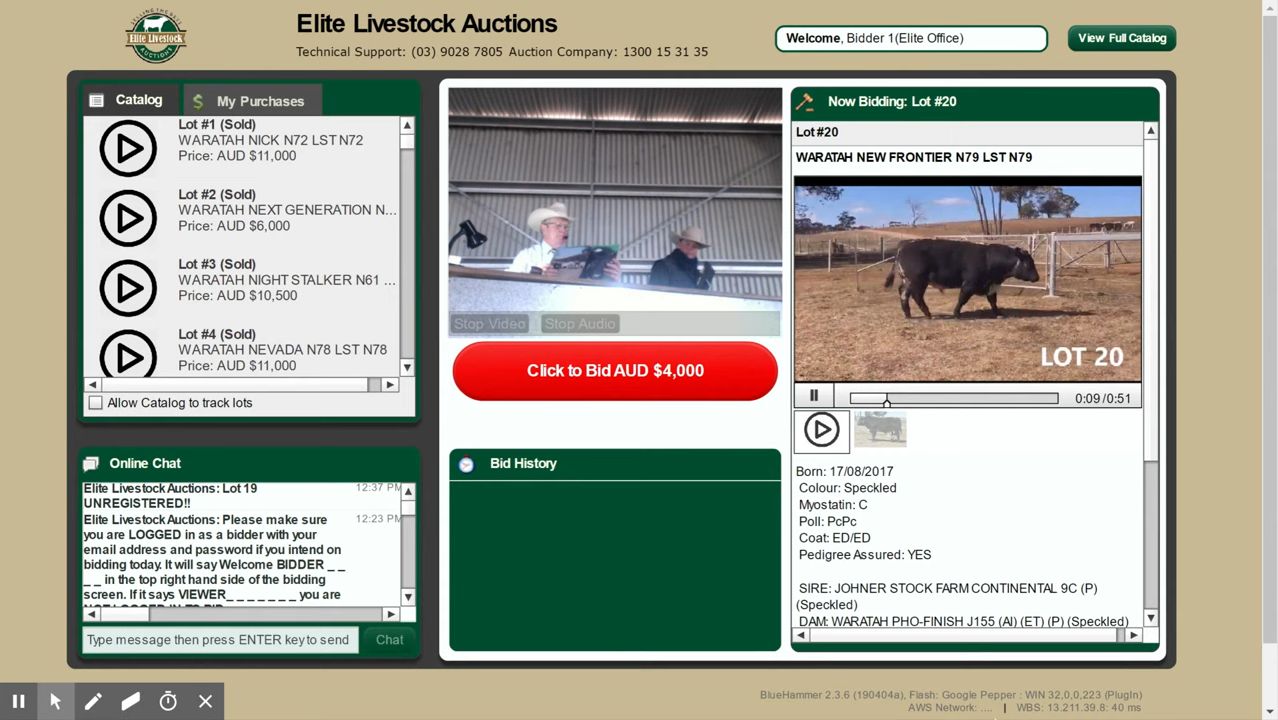 Elite Livestock
AUCTIONS
Elite Livestock Auctions
Technical Support: (03) 9028 7805 Auction Company: 1300 15 31 35
Welcome, Bidder 1(Elite Office)
View Full Catalog
Catalog
My Purchases
Lot #1 (Sold)
WARATAH NICK N72 LST N72
Price: AUD $11,000
Lot #2 (Sold)
WARATAH NEXT GENERATION N...
Price: AUD $6,000
Lot #3 (Sold)
WARATAH NIGHT STALKER N61 ...
Price: AUD $10,500
Lot #4 (Sold)
WARATAH NEVADA N78 LST N78
Price: AUD $11,000
Allow Catalog to track lots
Online Chat
Elite Livestock Auctions: Lot 19 12:37 PM
UNREGISTERED!!
Elite Livestock Auctions: Please make sure 12:23 PM
you are LOGGED in as a bidder with your
email address and password if you intend on
bidding today. It will say Welcome BIDDER _ _
_ _ in the top right hand side of the bidding
screen. If it says VIEWER_ _ _ _ _ _ _ you are
NOT LOGGED IN TO BID
Type message then press ENTER key to send
Chat
Stop Video
Stop Audio
Click to Bid AUD $4,000
Bid History
Now Bidding: Lot #20
Lot #20
WARATAH NEW FRONTIER N79 LST N79
LOT 20
0:09 / 0:51
Born: 17/08/2017
Colour: Speckled
Myostatin: C
Poll: PcPc
Coat: ED/ED
Pedigree Assured: YES
SIRE: JOHNER STOCK FARM CONTINENTAL 9C (P)
(Speckled)
DAM: WARATAH PHO-FINISH J155 (AI) (ET) (P) (Speckled)
BlueHammer 2.3.6 (190404a), Flash: Google Pepper : WIN 32,0,0,223 (PlugIn)
AWS Network: .... | WBS: 13.211.39.8: 40 ms